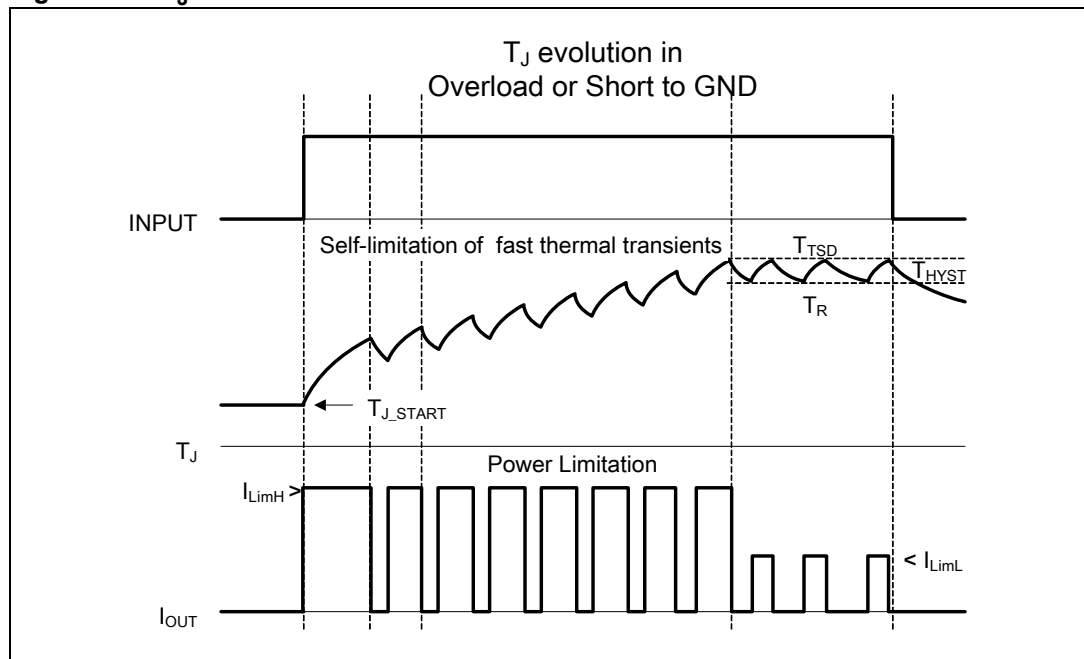 T_J evolution in
Overload or Short to GND
INPUT
Self-limitation of fast thermal transients
T_TSD
T_HYST
T_R
T_J_START
T_J
Power Limitation
I_LimH >
< I_LimL
I_OUT